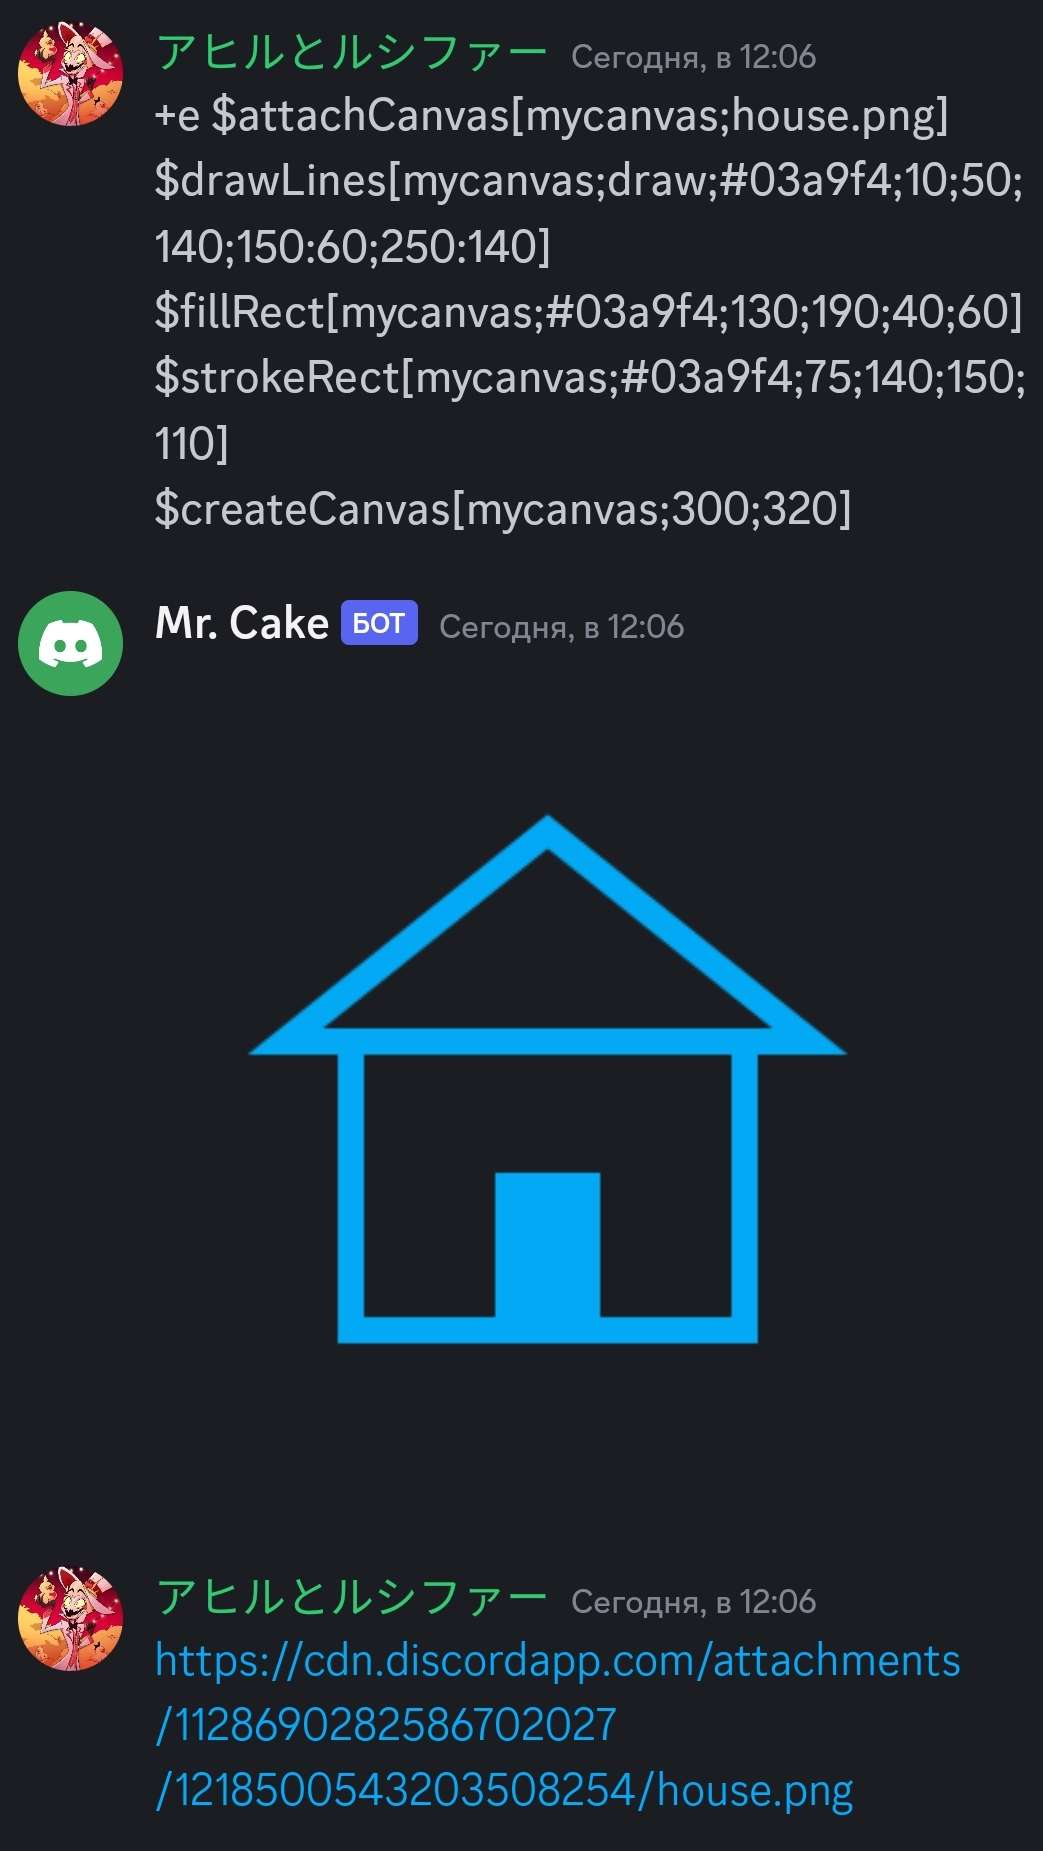 アヒルとルシファー Сегодня, в 12:06
+e $attachCanvas[mycanvas;house.png]
$drawLines[mycanvas;draw;#03a9f4;10;50;
140;150:60;250:140]
$fillRect[mycanvas;#03a9f4;130;190;40;60]
$strokeRect[mycanvas;#03a9f4;75;140;150;
110]
$createCanvas[mycanvas;300;320]
Mr. Cake БОТ Сегодня, в 12:06
アヒルとルシファー Сегодня, в 12:06
https://cdn.discordapp.com/attachments
/1128690282586702027
/1218500543203508254/house.png